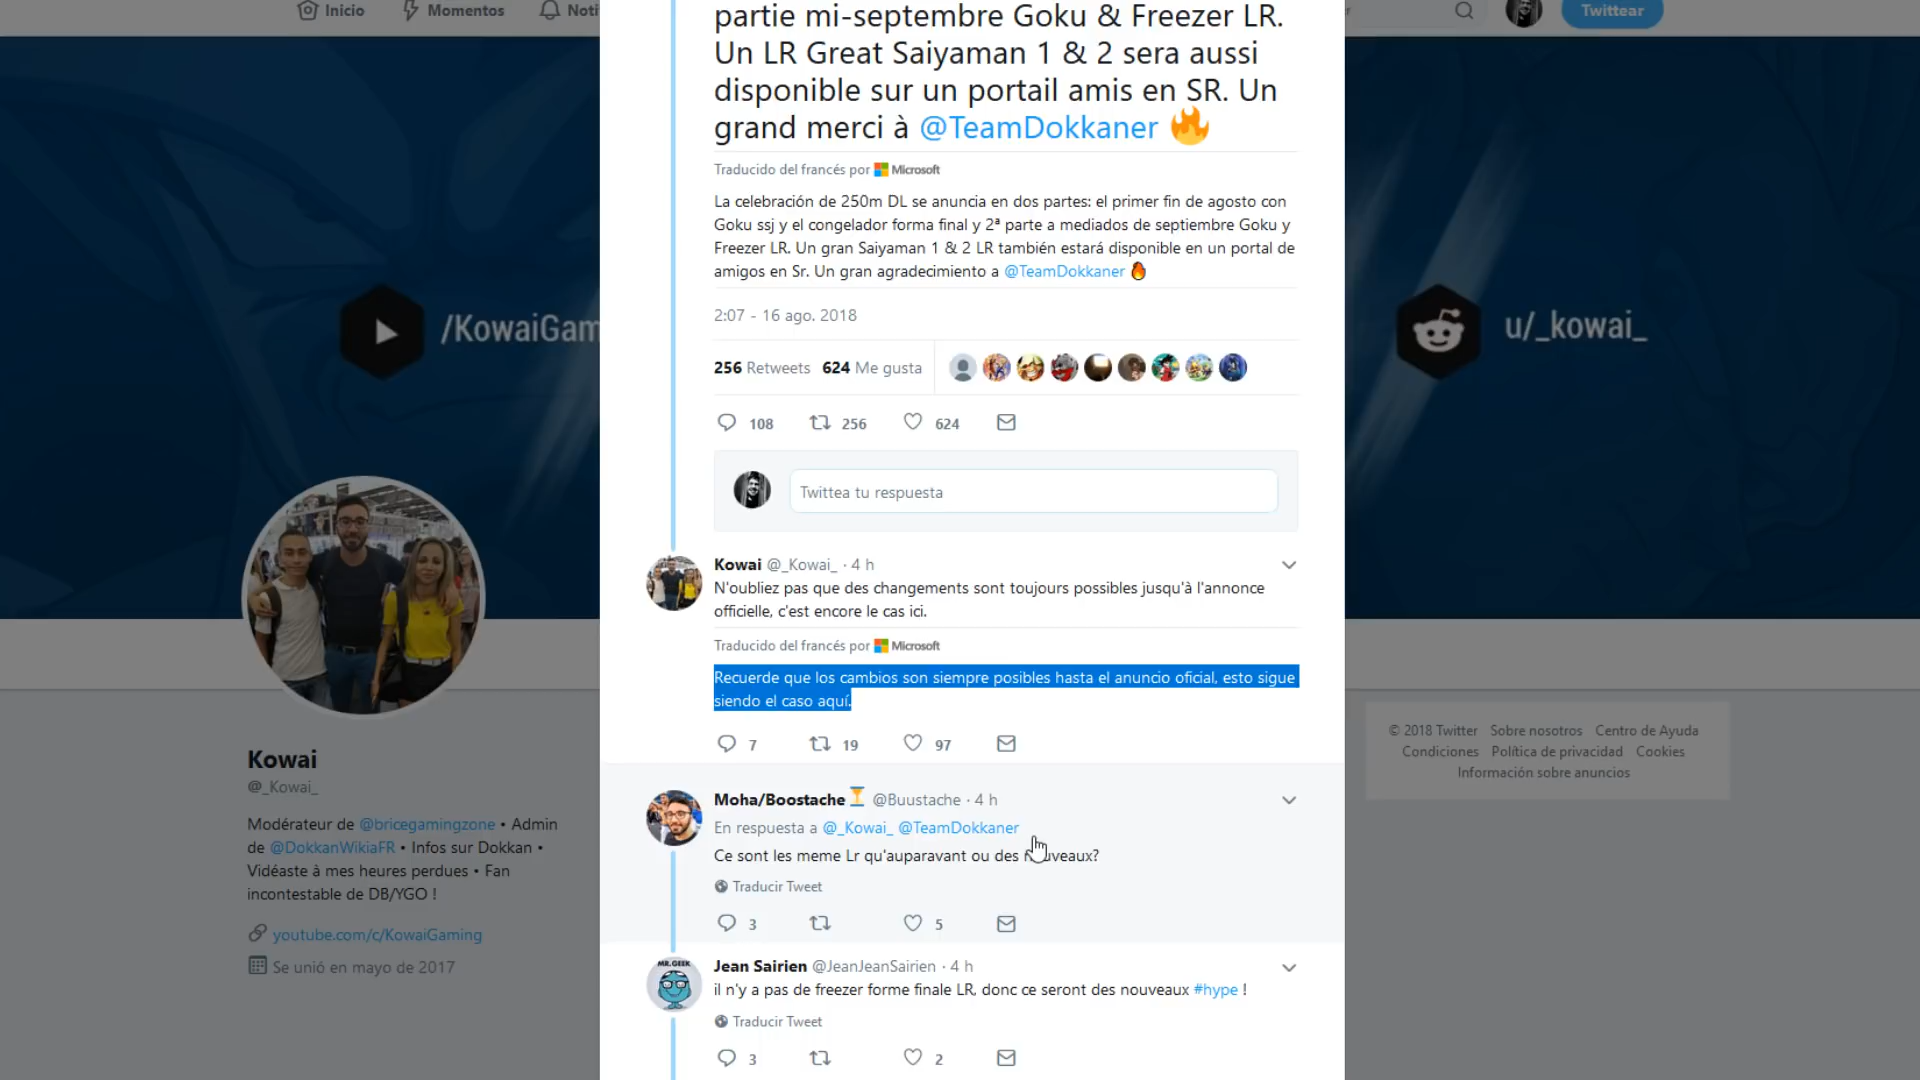 Inicio
Momentos
Noti
Twittear
partie mi-septembre Goku & Freezer LR.
Un LR Great Saiyaman 1 & 2 sera aussi
disponible sur un portail amis en SR. Un
grand merci à @TeamDokkaner
Traducido del francés por Microsoft
La celebración de 250m DL se anuncia en dos partes: el primer fin de agosto con
Goku ssj y el congelador forma final y 2ª parte a mediados de septiembre Goku y
Freezer LR. Un gran Saiyaman 1 & 2 LR también estará disponible en un portal de
amigos en Sr. Un gran agradecimiento a @TeamDokkaner
2:07 - 16 ago. 2018
256 Retweets 624 Me gusta
108 256 624
Twittea tu respuesta
Kowai @_Kowai_ · 4 h
N'oubliez pas que des changements sont toujours possibles jusqu'à l'annonce
officielle, c'est encore le cas ici.
Traducido del francés por Microsoft
Recuerde que los cambios son siempre posibles hasta el anuncio oficial, esto sigue
siendo el caso aquí.
7 19 97
Moha/Boostache @Buustache · 4 h
En respuesta a @_Kowai_ @TeamDokkaner
Ce sont les meme Lr qu'auparavant ou des nouveaux?
Traducir Tweet
3 5
MR. GEEK
Jean Sairien @JeanJeanSairien · 4 h
il n'y a pas de freezer forme finale LR, donc ce seront des nouveaux #hype !
Traducir Tweet
3 2
/KowaiGam
u/_kowai_
Kowai
@_Kowai_
Modérateur de @bricegamingzone • Admin
de @DokkanWikiaFR • Infos sur Dokkan •
Vidéaste à mes heures perdues • Fan
incontestable de DB/YGO !
youtube.com/c/KowaiGaming
Se unió en mayo de 2017
© 2018 Twitter Sobre nosotros Centro de Ayuda
Condiciones Política de privacidad Cookies
Información sobre anuncios